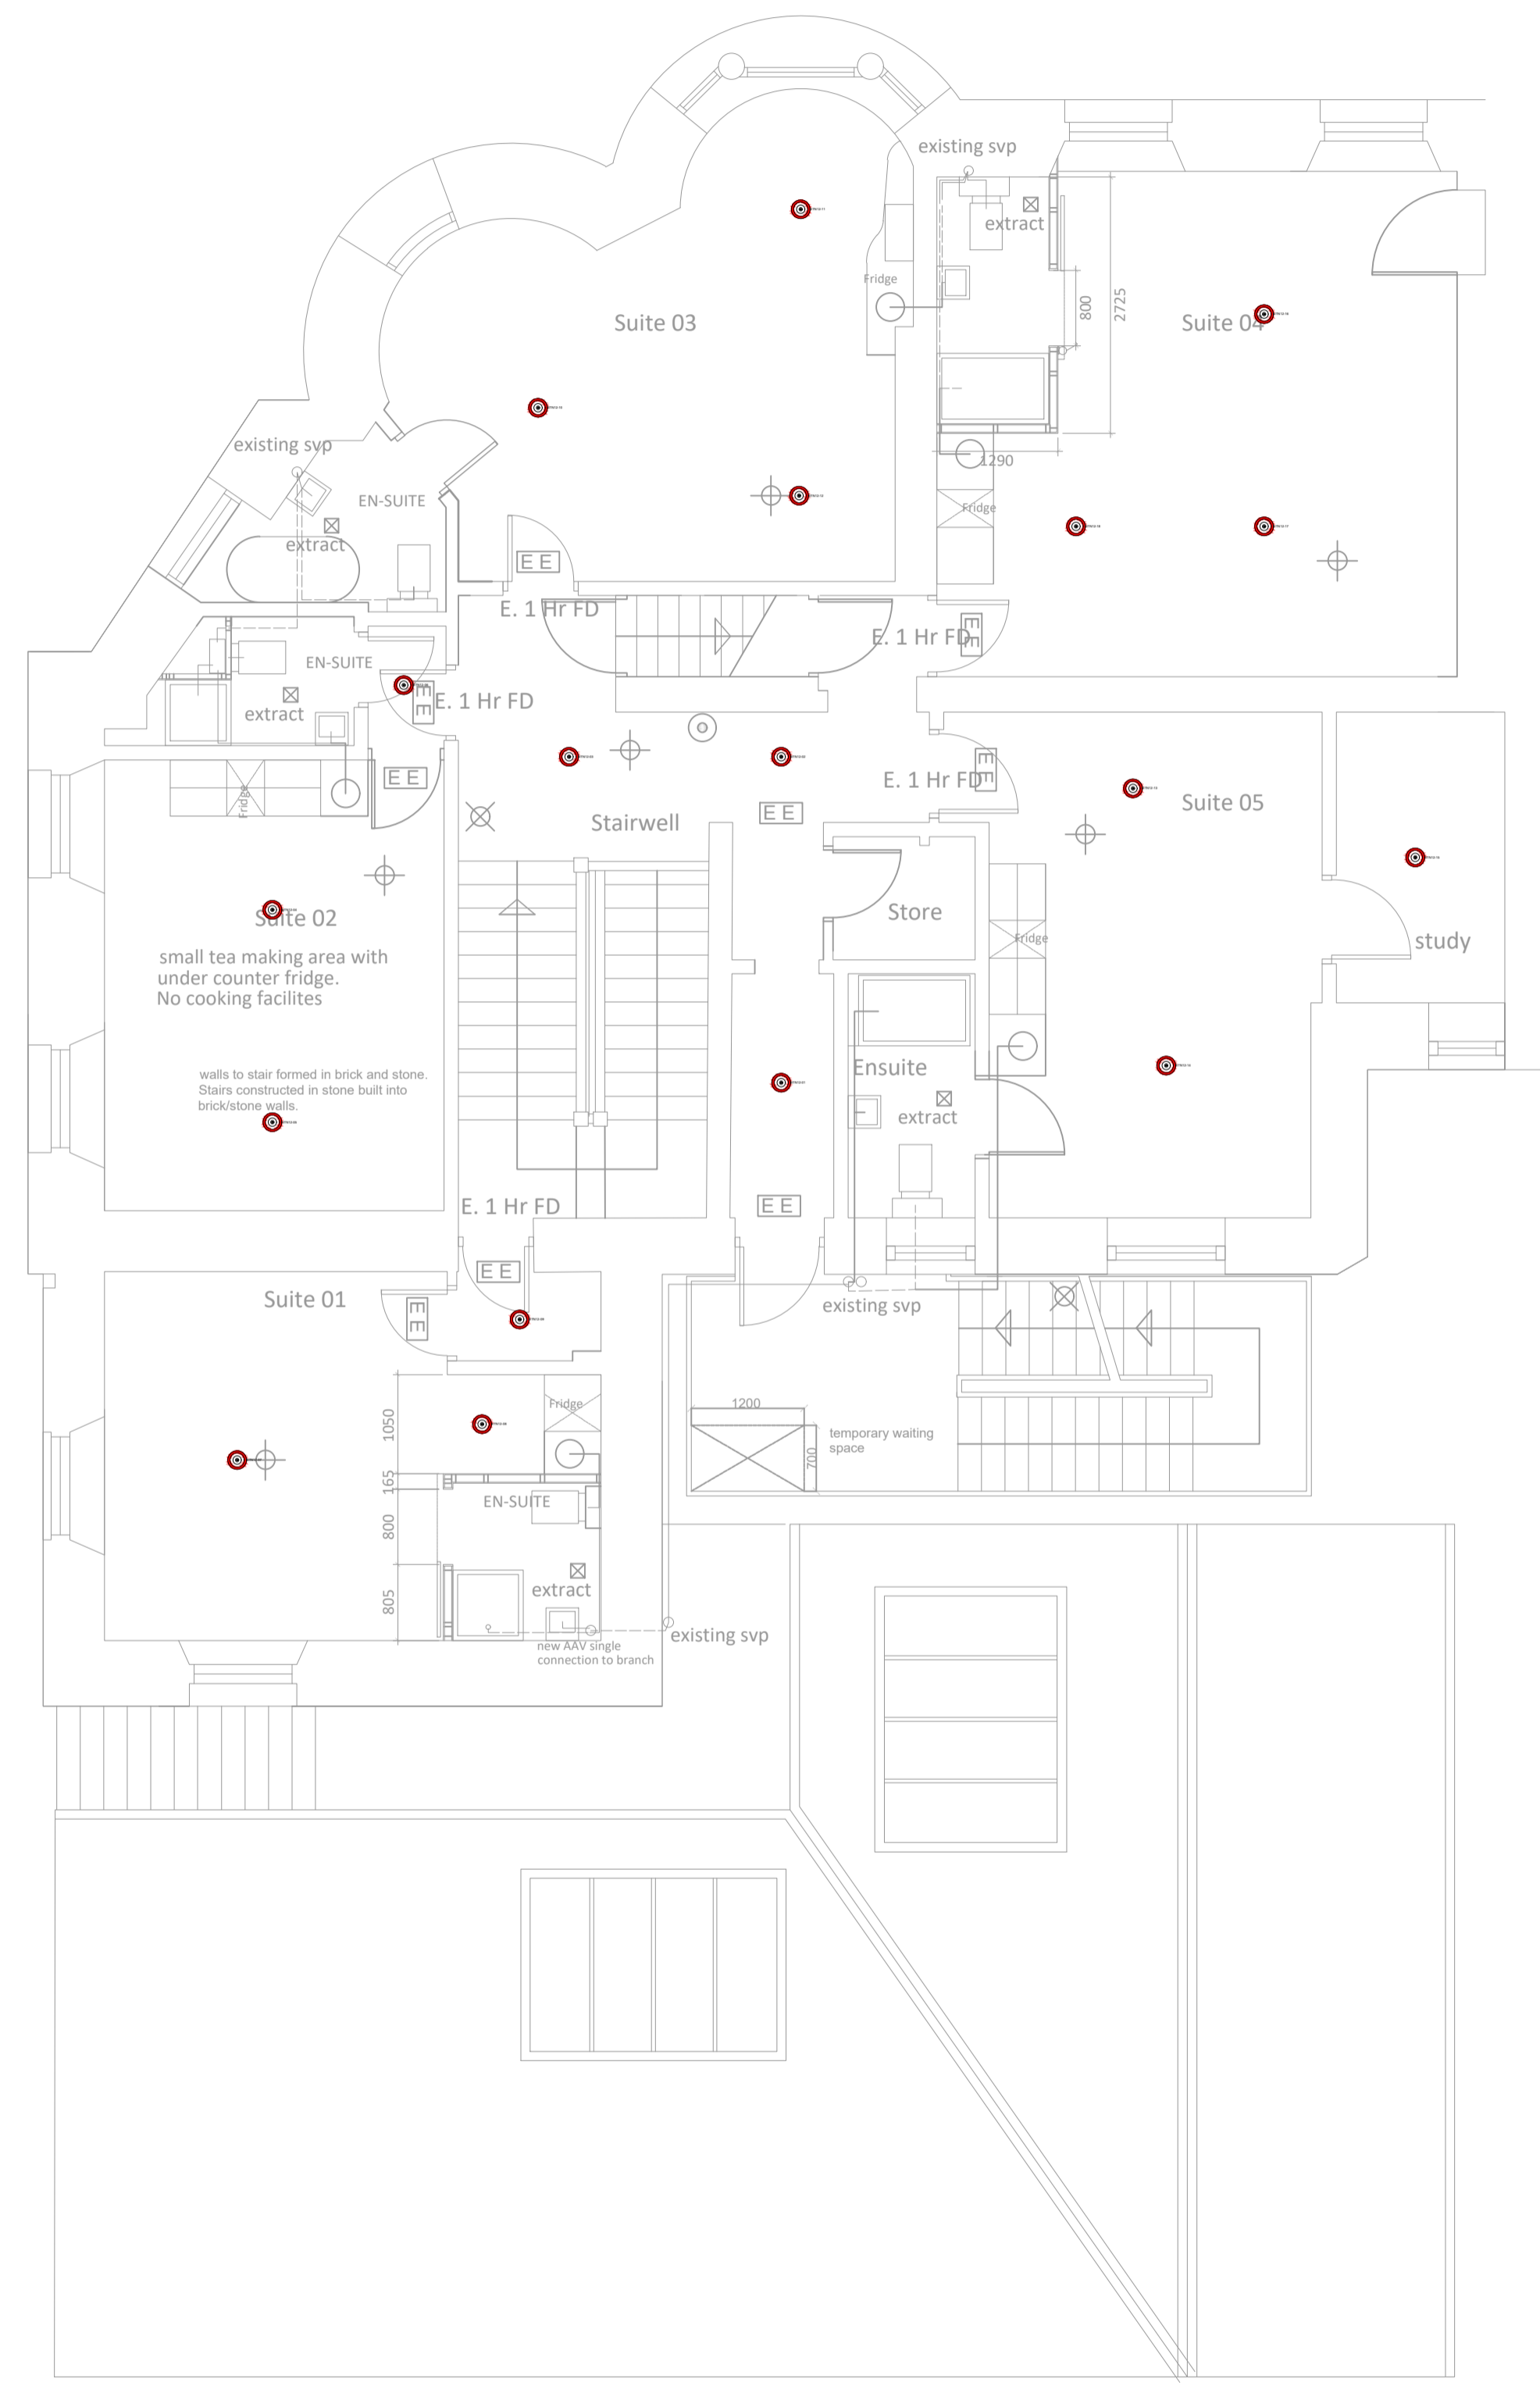 existing svp
extract
Fridge
Suite 03
800
2725
Suite 04
existing svp
1290
EN-SUITE
Fridge
extract
E E
E. 1 Hr FD
E. 1 Hr FD
E E
EN-SUITE
E E
E. 1 Hr FD
extract
E E
E. 1 Hr FD
E E
Fridge
E E
Suite 05
Stairwell
Suite 02
Store
Fridge
study
small tea making area with
under counter fridge.
No cooking facilites
walls to stair formed in brick and stone.
Stairs constructed in stone built into
brick/stone walls.
Ensuite
extract
E. 1 Hr FD
E E
E E
Suite 01
E E
existing svp
Fridge
1200
1050
temporary waiting
space
700
165
EN-SUITE
800
extract
805
existing svp
new AAV single
connection to branch